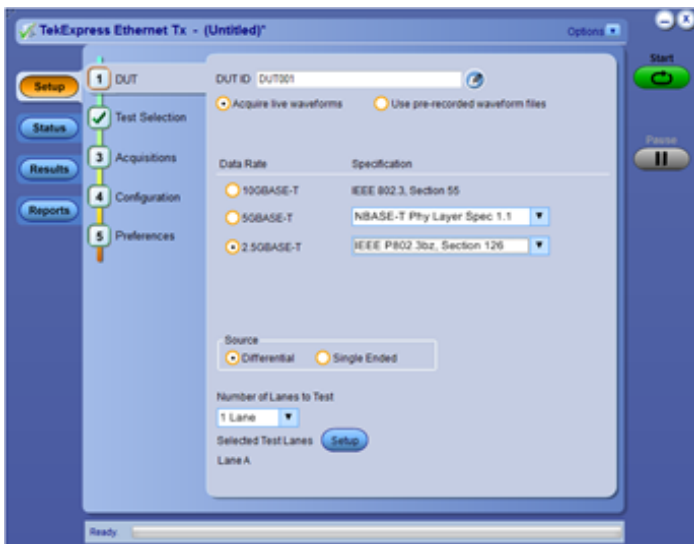 TekExpress Ethernet Tx - (Untitled)*
Options
Start
Pause
Setup
Status
Results
Reports
1 DUT
Test Selection
3 Acquisitions
4 Configuration
5 Preferences
DUT ID DUT001
Acquire live waveforms
Use pre-recorded waveform files
Data Rate Specification
10GBASE-T IEEE 802.3, Section 55
5GBASE-T NBASE-T Phy Layer Spec 1.1
2.5GBASE-T IEEE P802.3bz, Section 126
Source
Differential Single Ended
Number of Lanes to Test
1 Lane
Selected Test Lanes Setup
Lane A
Ready